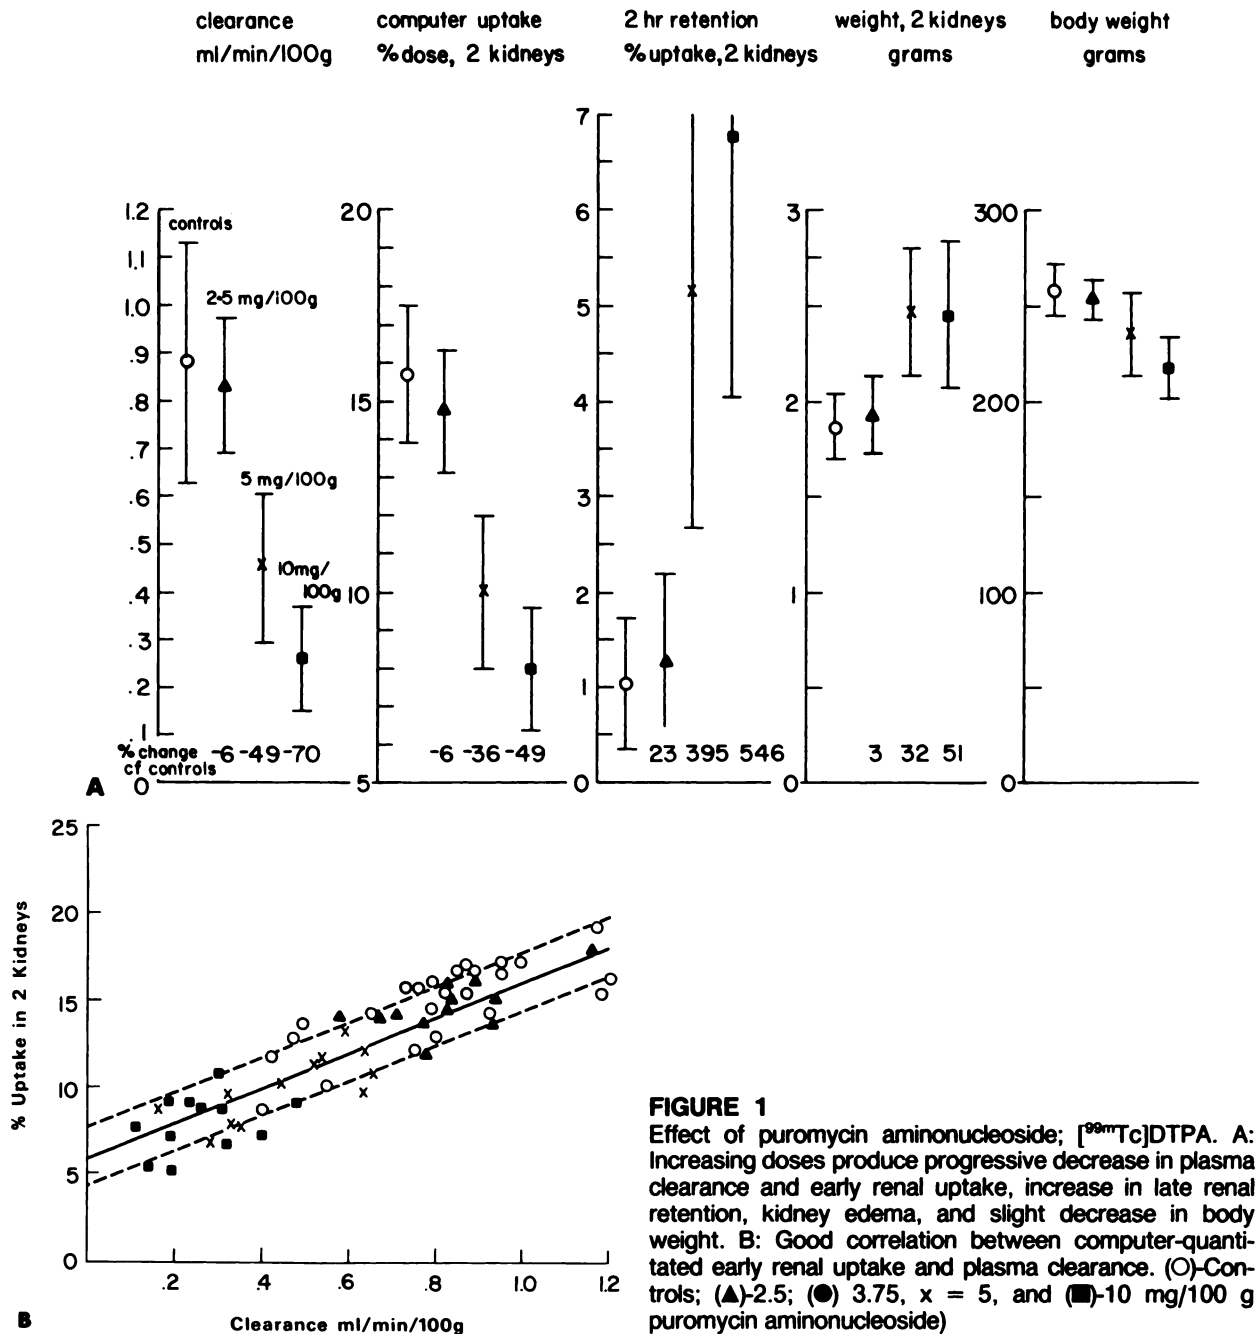 clearance
ml/min/100g
computer uptake
% dose, 2 kidneys
2 hr retention
% uptake, 2 kidneys
weight, 2 kidneys
grams
body weight
grams
1.2
1.1
1.0
.9
.8
.7
.6
.5
.4
.3
.2
.1
0
controls
2·5 mg/100g
5 mg/100g
10mg/
100g
20
15
10
5
7
6
5
4
3
2
1
0
3
2
1
0
300
200
100
0
% change
cf controls
-6 -49 -70
-6 -36 -49
23 395 546
3 32 51
A
25
20
15
10
5
0
% Uptake in 2 Kidneys
.2 .4 .6 0.8 1.0 1.2
Clearance ml/min/100g
B
FIGURE 1
Effect of puromycin aminonucleoside; [99mTc]DTPA. A:
Increasing doses produce progressive decrease in plasma
clearance and early renal uptake, increase in late renal
retention, kidney edema, and slight decrease in body
weight. B: Good correlation between computer-quanti-
tated early renal uptake and plasma clearance. (○)-Con-
trols; (▲)-2.5; (●) 3.75, x = 5, and (■)-10 mg/100 g
puromycin aminonucleoside)